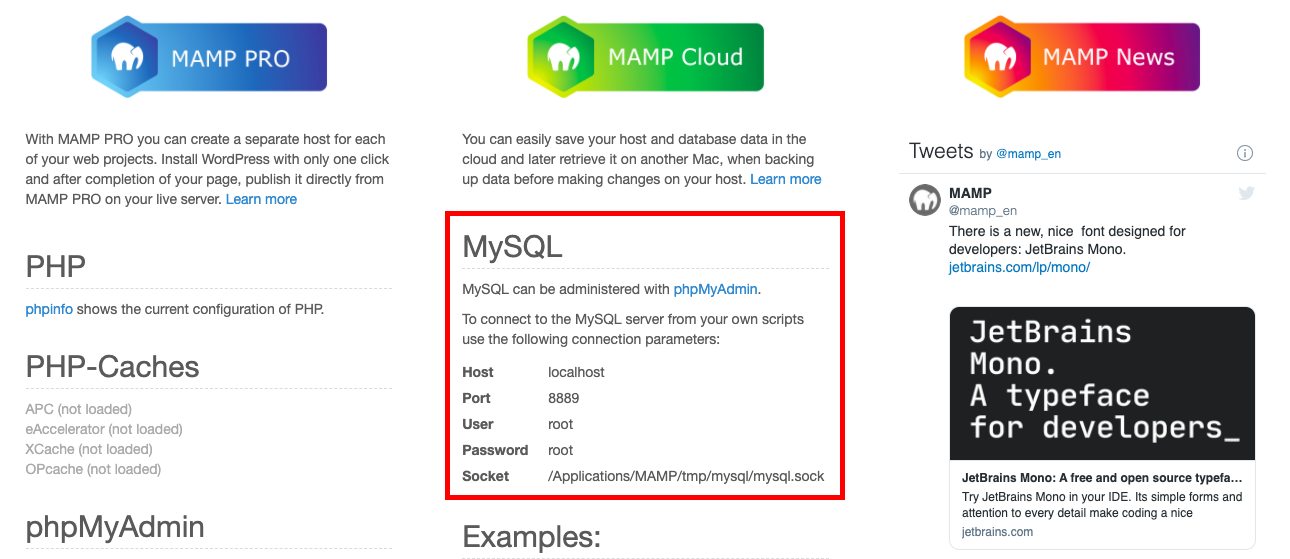 MAMP PRO
With MAMP PRO you can create a separate host for each
of your web projects. Install WordPress with only one click
and after completion of your page, publish it directly from
MAMP PRO on your live server. Learn more
PHP
phpinfo shows the current configuration of PHP.
PHP-Caches
APC (not loaded)
eAccelerator (not loaded)
XCache (not loaded)
OPcache (not loaded)
phpMyAdmin
MAMP Cloud
You can easily save your host and database data in the
cloud and later retrieve it on another Mac, when backing
up data before making changes on your host. Learn more
MySQL
MySQL can be administered with phpMyAdmin.
To connect to the MySQL server from your own scripts
use the following connection parameters:
Host localhost
Port 8889
User root
Password root
Socket /Applications/MAMP/tmp/mysql/mysql.sock
Examples:
MAMP News
Tweets by @mamp_en
MAMP
@mamp_en
There is a new, nice font designed for
developers: JetBrains Mono.
jetbrains.com/lp/mono/
JetBrains
Mono.
A typeface
for developers_
JetBrains Mono: A free and open source typefa...
Try JetBrains Mono in your IDE. Its simple forms and
attention to every detail make coding a nice
jetbrains.com